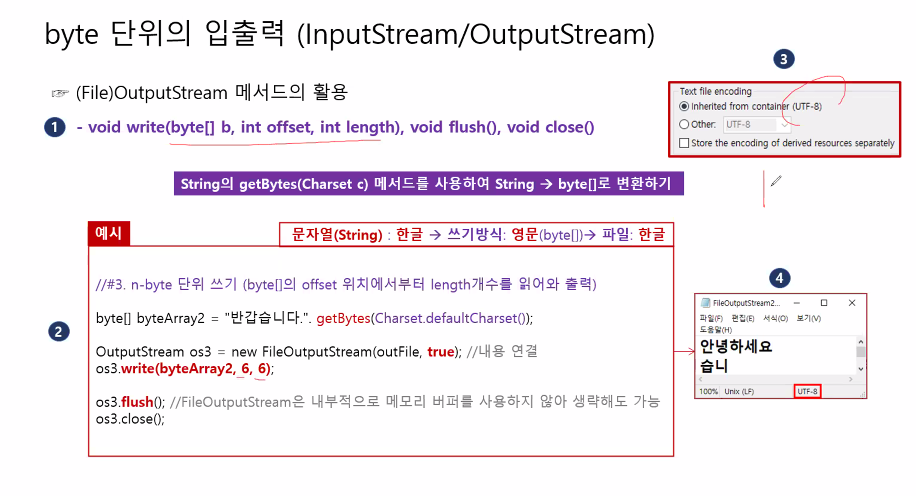 byte 단위의 입출력 (InputStream/OutputStream)
☞ (File)OutputStream 메서드의 활용
1 - void write(byte[] b, int offset, int length), void flush(), void close()
3
Text file encoding
Inherited from container (UTF-8)
Other: UTF-8
Store the encoding of derived resources separately
String의 getBytes(Charset c) 메서드를 사용하여 String → byte[]로 변환하기
예시
문자열(String) : 한글 → 쓰기방식: 영문(byte[])→ 파일: 한글
2
//#3. n-byte 단위 쓰기 (byte[]의 offset 위치에서부터 length개수를 읽어와 출력)
byte[] byteArray2 = "반갑습니다.". getBytes(Charset.defaultCharset());
OutputStream os3 = new FileOutputStream(outFile, true); //내용 연결
os3.write(byteArray2, 6, 6);
os3.flush(); //FileOutputStream은 내부적으로 메모리 버퍼를 사용하지 않아 생략해도 가능
os3.close();
4
FileOutputStream2...
파일(F) 편집(E) 서식(O) 보기(V)
도움말(H)
안녕하세요
습니
100% Unix (LF) UTF-8